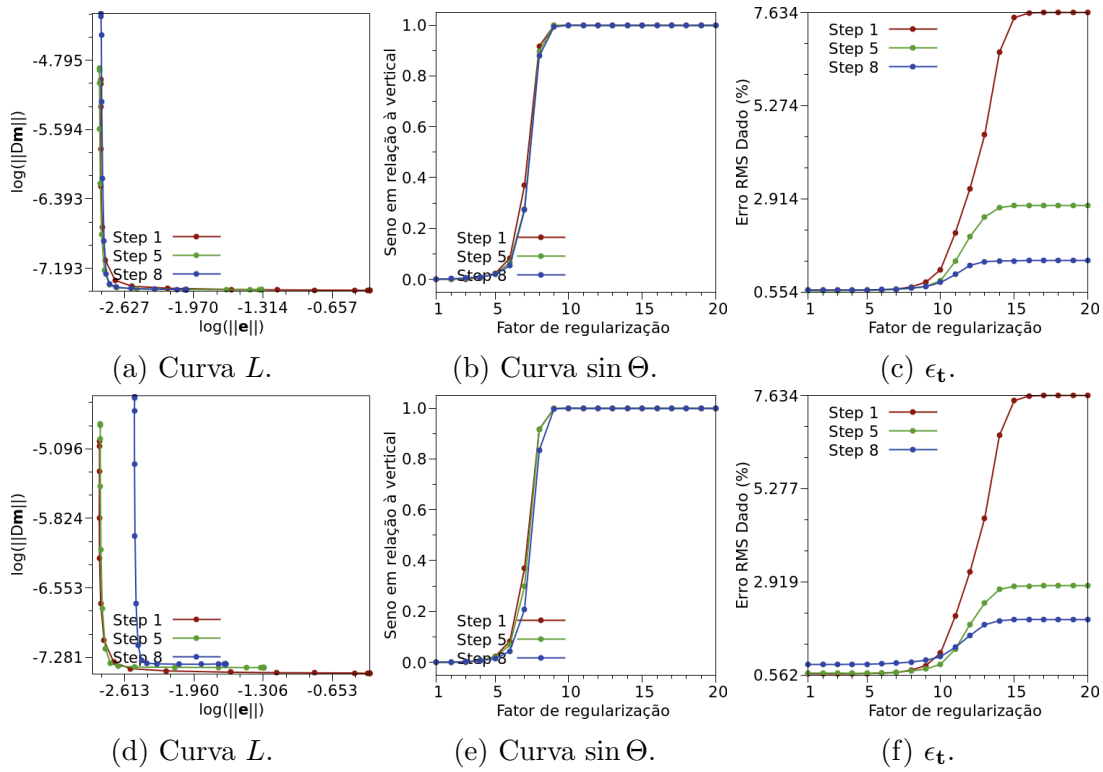 log(||Dm||)
-4.795
-5.594
-6.393
-7.193
Step 1
Step 5
Step 8
-2.627 -1.970 -1.314 -0.657
log(||e||)
(a) Curva L.
Seno em relação à vertical
1.0
0.8
0.6
0.4
0.2
0.0
Step 1
Step 5
Step 8
1 5 10 15 20
Fator de regularização
(b) Curva sin Θ.
Erro RMS Dado (%)
7.634
5.274
2.914
0.554
Step 1
Step 5
Step 8
1 5 10 15 20
Fator de regularização
(c) ϵt.
log(||Dm||)
-5.096
-5.824
-6.553
-7.281
Step 1
Step 5
Step 8
-2.613 -1.960 -1.306 -0.653
log(||e||)
(d) Curva L.
Seno em relação à vertical
1.0
0.8
0.6
0.4
0.2
0.0
Step 1
Step 5
Step 8
1 5 10 15 20
Fator de regularização
(e) Curva sin Θ.
Erro RMS Dado (%)
7.634
5.277
2.919
0.562
Step 1
Step 5
Step 8
1 5 10 15 20
Fator de regularização
(f) ϵt.